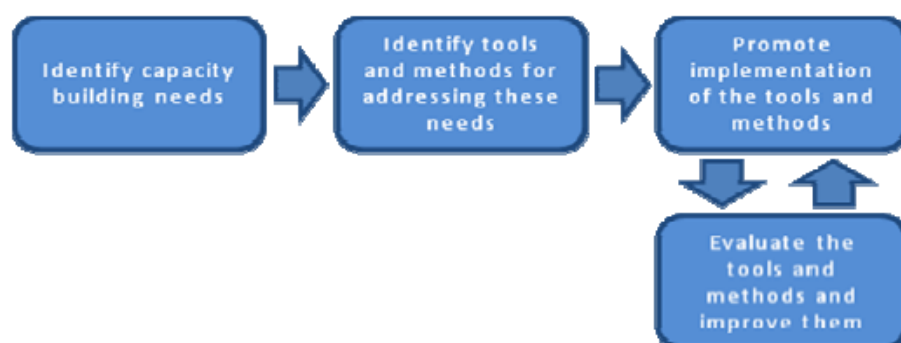 Identify capacity
building needs
Identify tools
and methods for
addressing these
needs
Promote
implementation
of the tools and
methods
Evaluate the
tools and
methods and
improve them